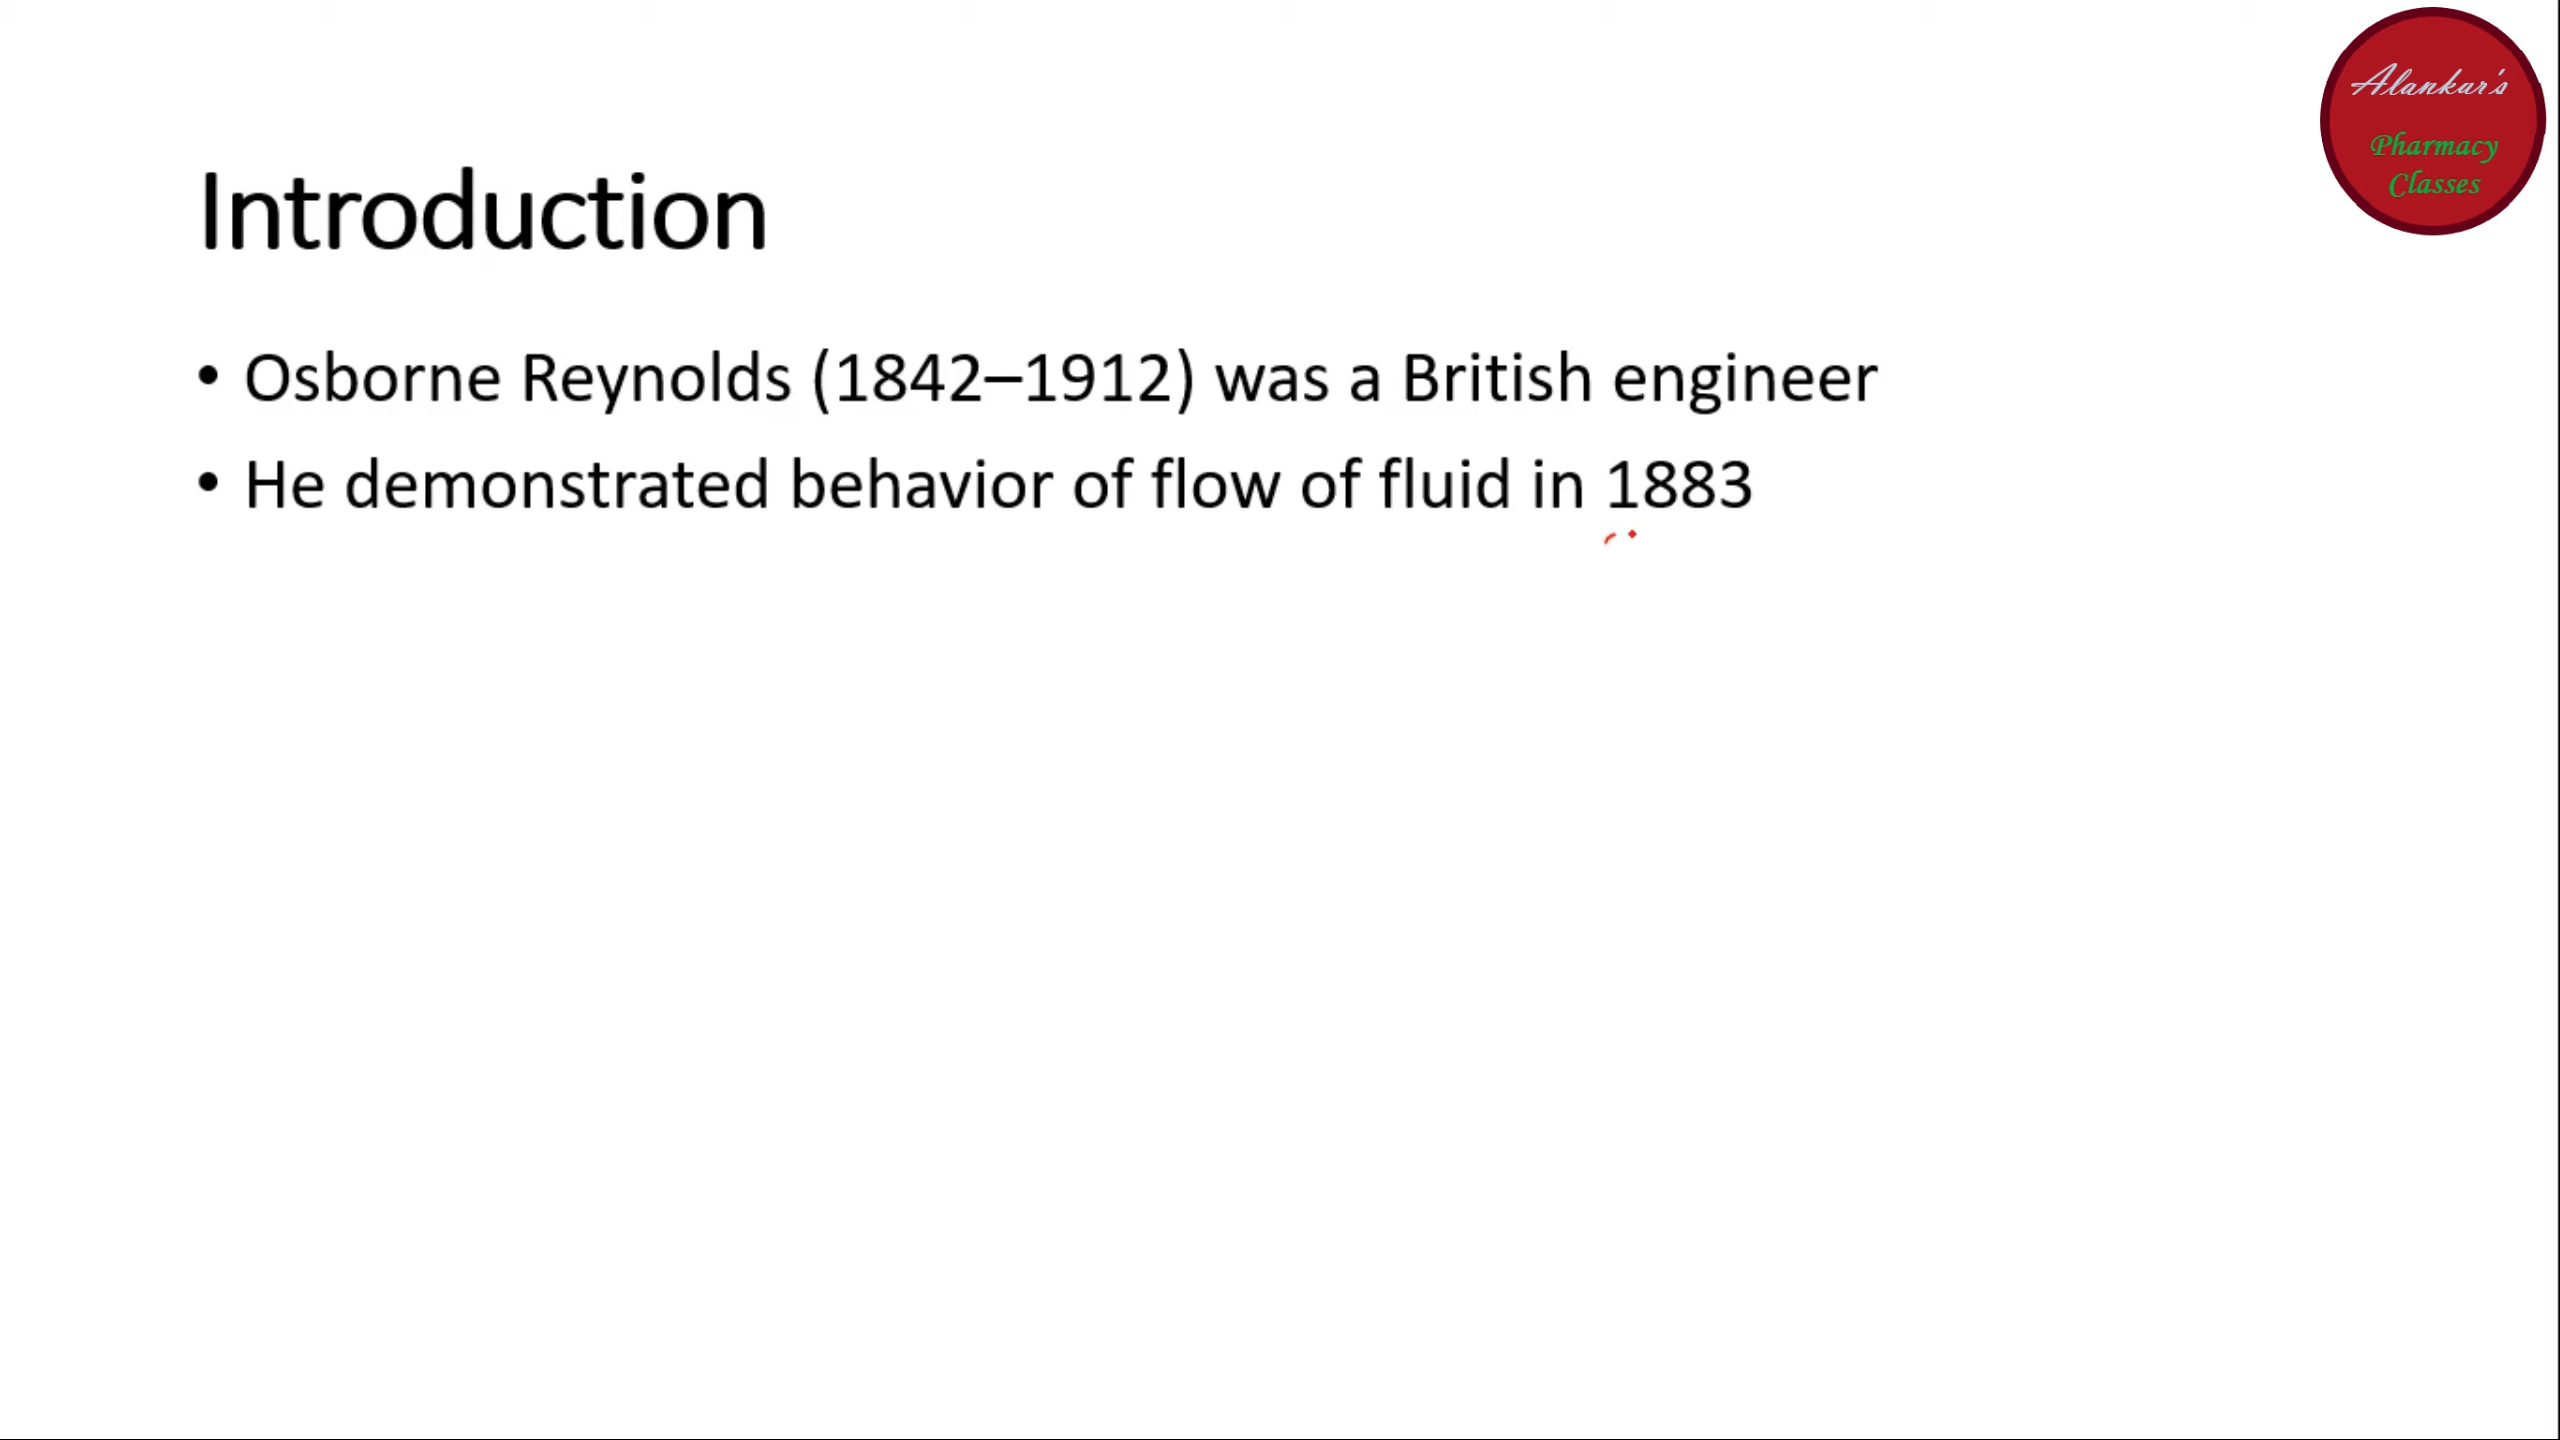 Alankar's
Pharmacy
Classes
Introduction
• Osborne Reynolds (1842–1912) was a British engineer
• He demonstrated behavior of flow of fluid in 1883